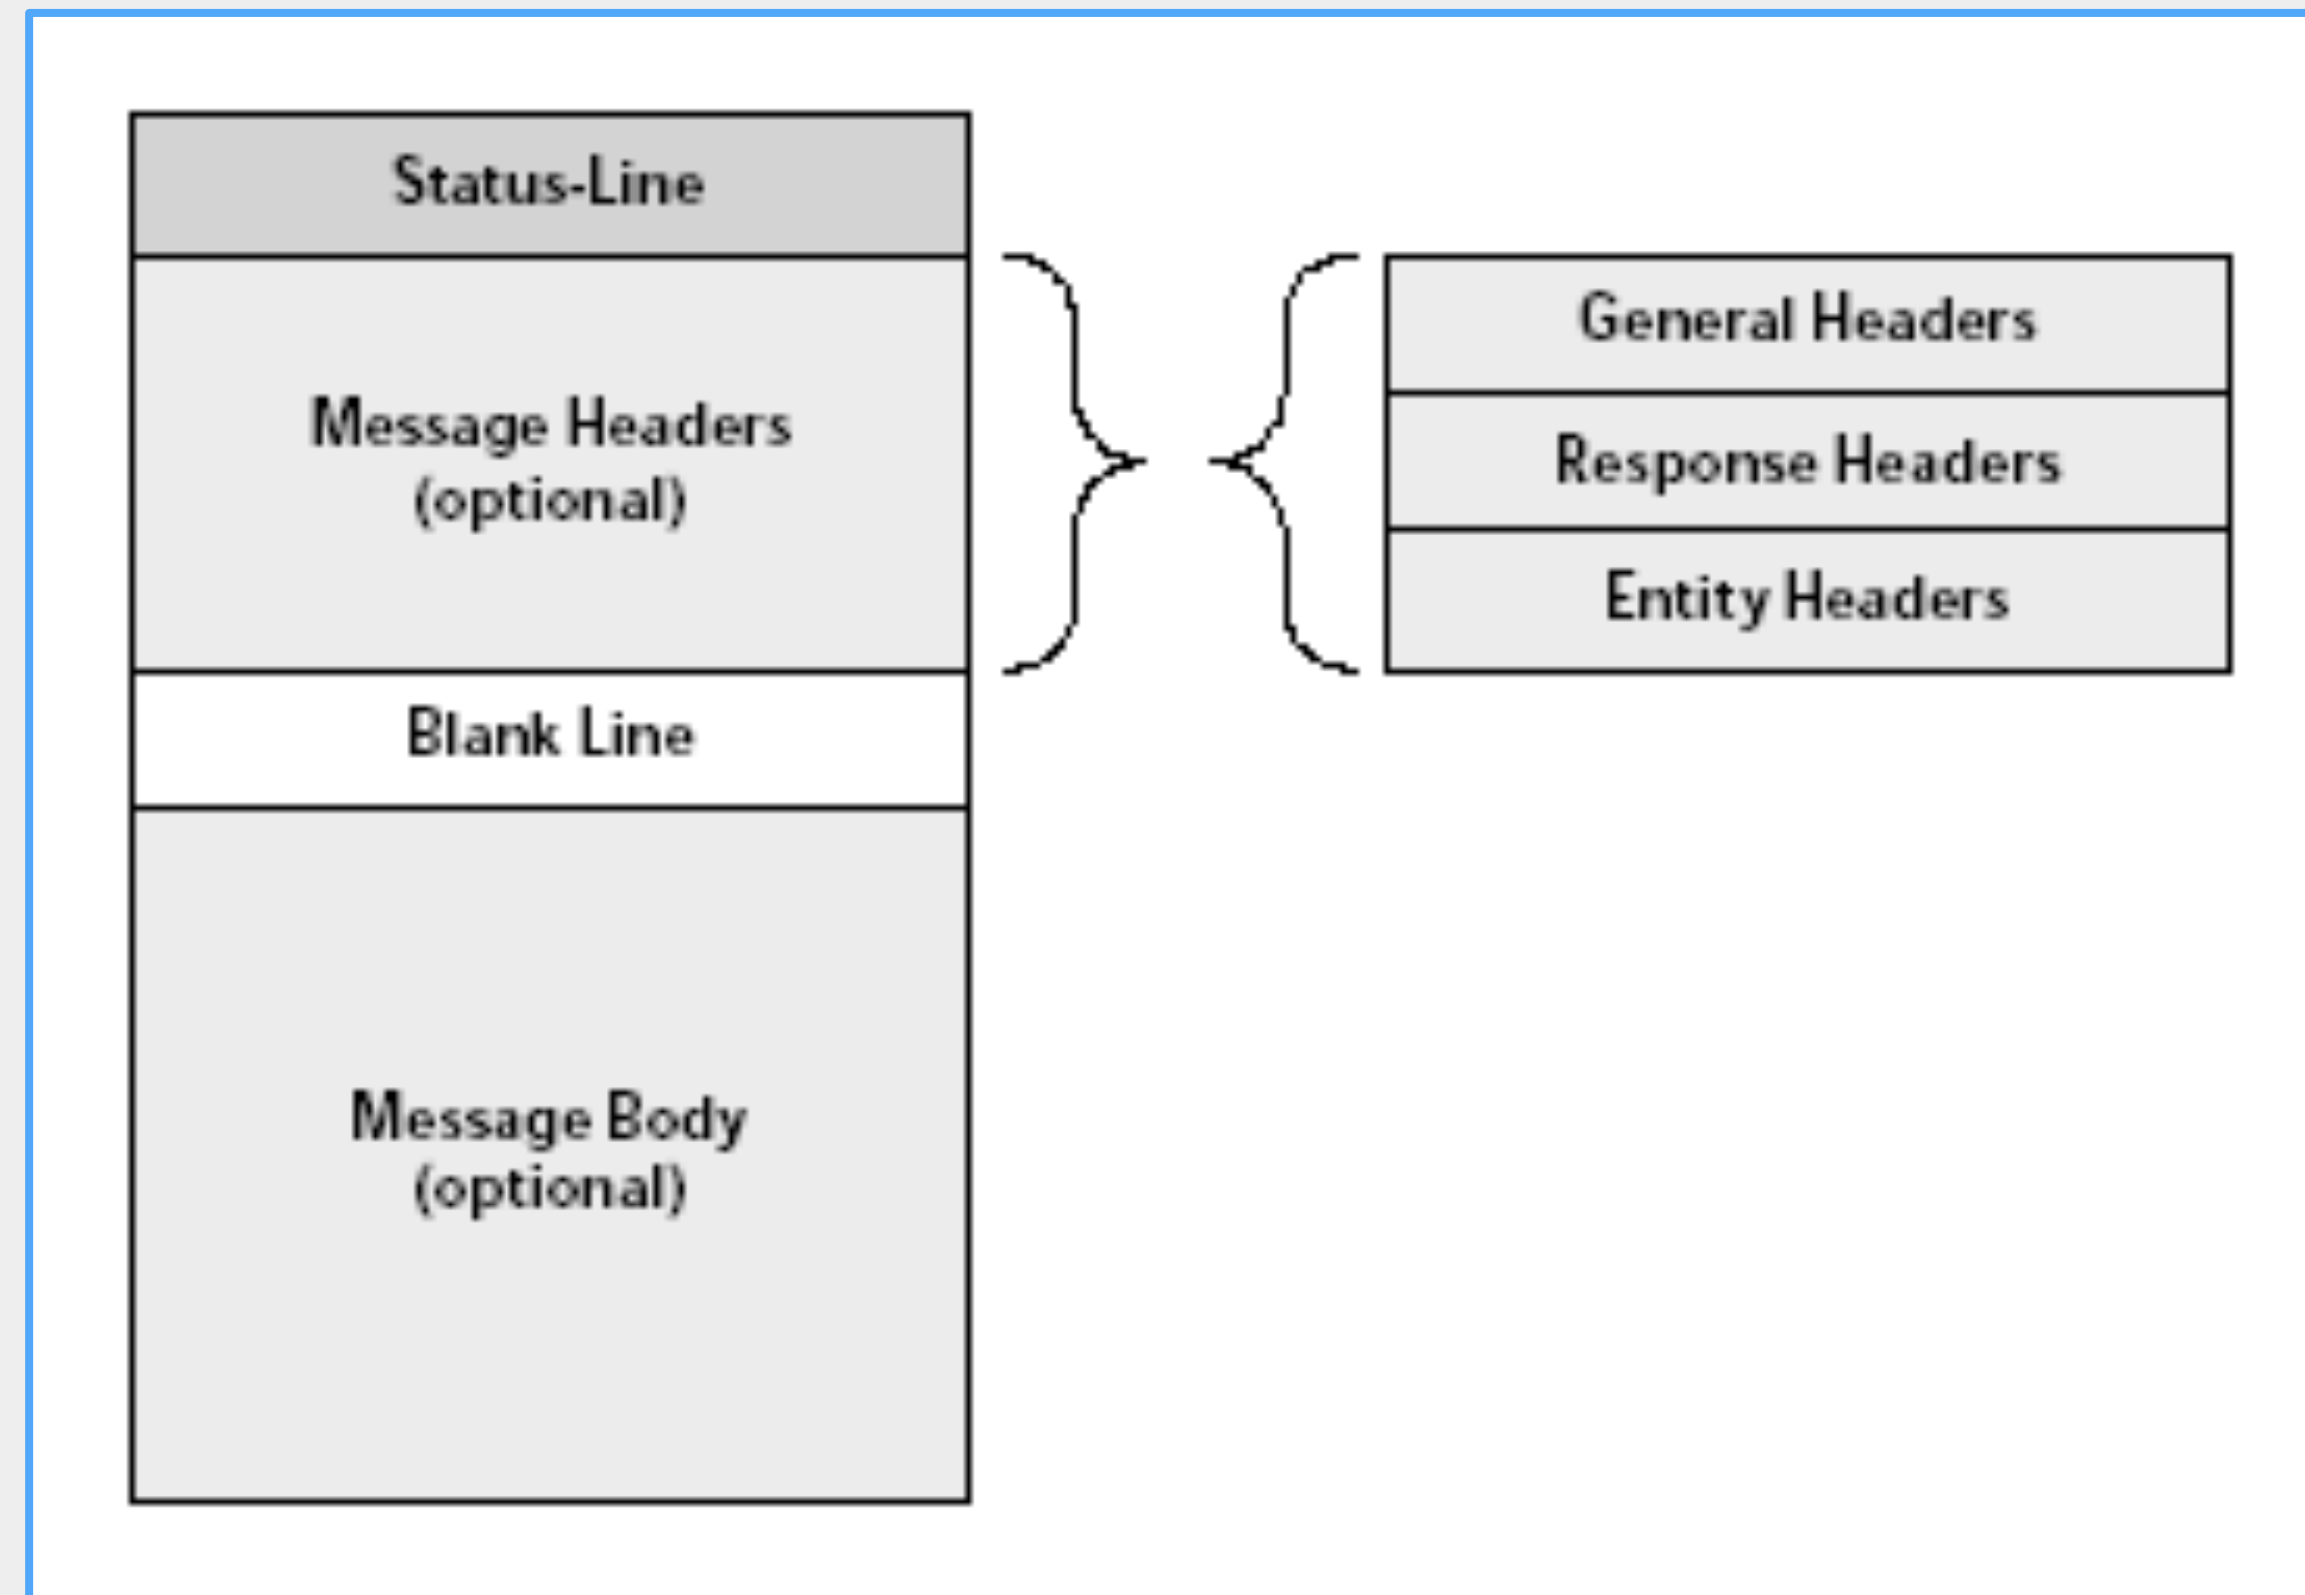 Status-Line
Message Headers
(optional)
Blank Line
Message Body
(optional)
General Headers
Response Headers
Entity Headers